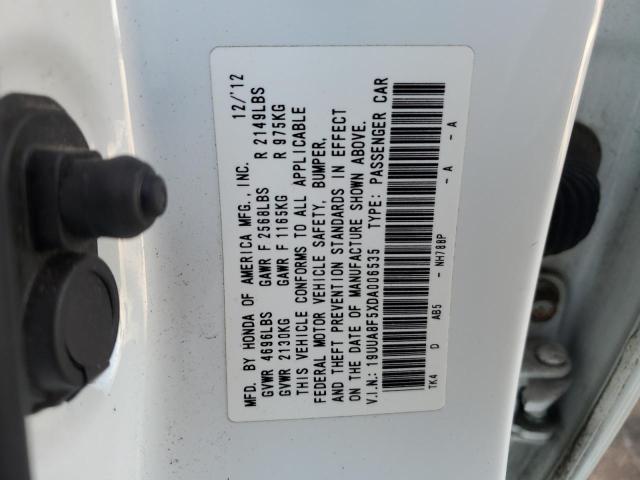 MFD. BY HONDA OF AMERICA MFG., INC. 12/'12
GVWR 4696LBS GAWR F 2568LBS R 2149LBS
GVWR 2130KG GAWR F 1165KG R 975KG
THIS VEHICLE CONFORMS TO ALL APPLICABLE
FEDERAL MOTOR VEHICLE SAFETY, BUMPER,
AND THEFT PREVENTION STANDARDS IN EFFECT
ON THE DATE OF MANUFACTURE SHOWN ABOVE.
V.I.N.: 19UUA8F5XDA006535 TYPE: PASSENGER CAR
TK4 D AB5 - NH788P - A - A